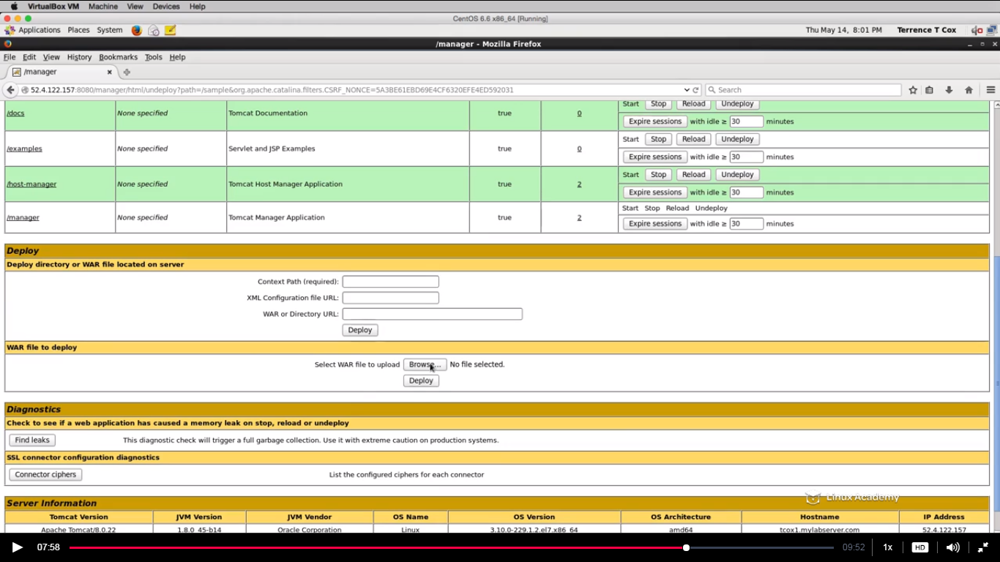 VirtualBox VM Machine View Devices Help
CentOS 6.6 x86_64 [Running]
Applications Places System Thu May 14, 8:01 PM Terrence T Cox
/manager - Mozilla Firefox
File Edit View History Bookmarks Tools Help
/manager
52.4.122.157:8080/manager/html/undeploy?path=/sample&org.apache.catalina.filters.CSRF_NONCE=5A3BE61EBD69E4CF6320EFE4ED592031 Search
/docs None specified Tomcat Documentation true 0 Start Stop Reload Undeploy
Expire sessions with idle ≥ 30 minutes
/examples None specified Servlet and JSP Examples true 0 Start Stop Reload Undeploy
Expire sessions with idle ≥ 30 minutes
/host-manager None specified Tomcat Host Manager Application true 2 Start Stop Reload Undeploy
Expire sessions with idle ≥ 30 minutes
/manager None specified Tomcat Manager Application true 2 Start Stop Reload Undeploy
Expire sessions with idle ≥ 30 minutes
Deploy
Deploy directory or WAR file located on server
Context Path (required):
XML Configuration file URL:
WAR or Directory URL:
Deploy
WAR file to deploy
Select WAR file to upload Browse... No file selected.
Deploy
Diagnostics
Check to see if a web application has caused a memory leak on stop, reload or undeploy
Find leaks This diagnostic check will trigger a full garbage collection. Use it with extreme caution on production systems.
SSL connector configuration diagnostics
Connector ciphers List the configured ciphers for each connector
Linux Academy
Server Information
Tomcat Version JVM Version JVM Vendor OS Name OS Version OS Architecture Hostname IP Address
Apache Tomcat/8.0.22 1.8.0_45-b14 Oracle Corporation Linux 3.10.0-229.1.2.el7.x86_64 amd64 tcox1.mylabserver.com 52.4.122.157
07:58 09:52 1x HD